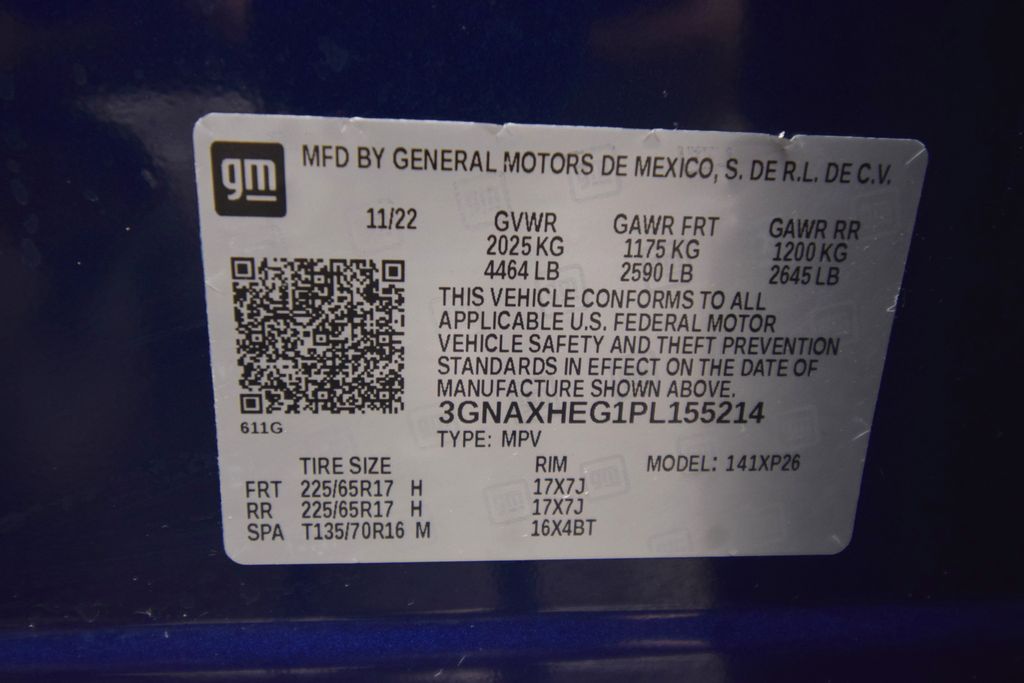 gm
MFD BY GENERAL MOTORS DE MEXICO, S. DE R.L. DE C.V.
11/22 GVWR GAWR FRT GAWR RR
2025 KG 1175 KG 1200 KG
4464 LB 2590 LB 2645 LB
THIS VEHICLE CONFORMS TO ALL
APPLICABLE U.S. FEDERAL MOTOR
VEHICLE SAFETY AND THEFT PREVENTION
STANDARDS IN EFFECT ON THE DATE OF
MANUFACTURE SHOWN ABOVE.
3GNAXHEG1PL155214
611G
TYPE: MPV
TIRE SIZE RIM MODEL: 141XP26
FRT 225/65R17 H 17X7J
RR 225/65R17 H 17X7J
SPA T135/70R16 M 16X4BT